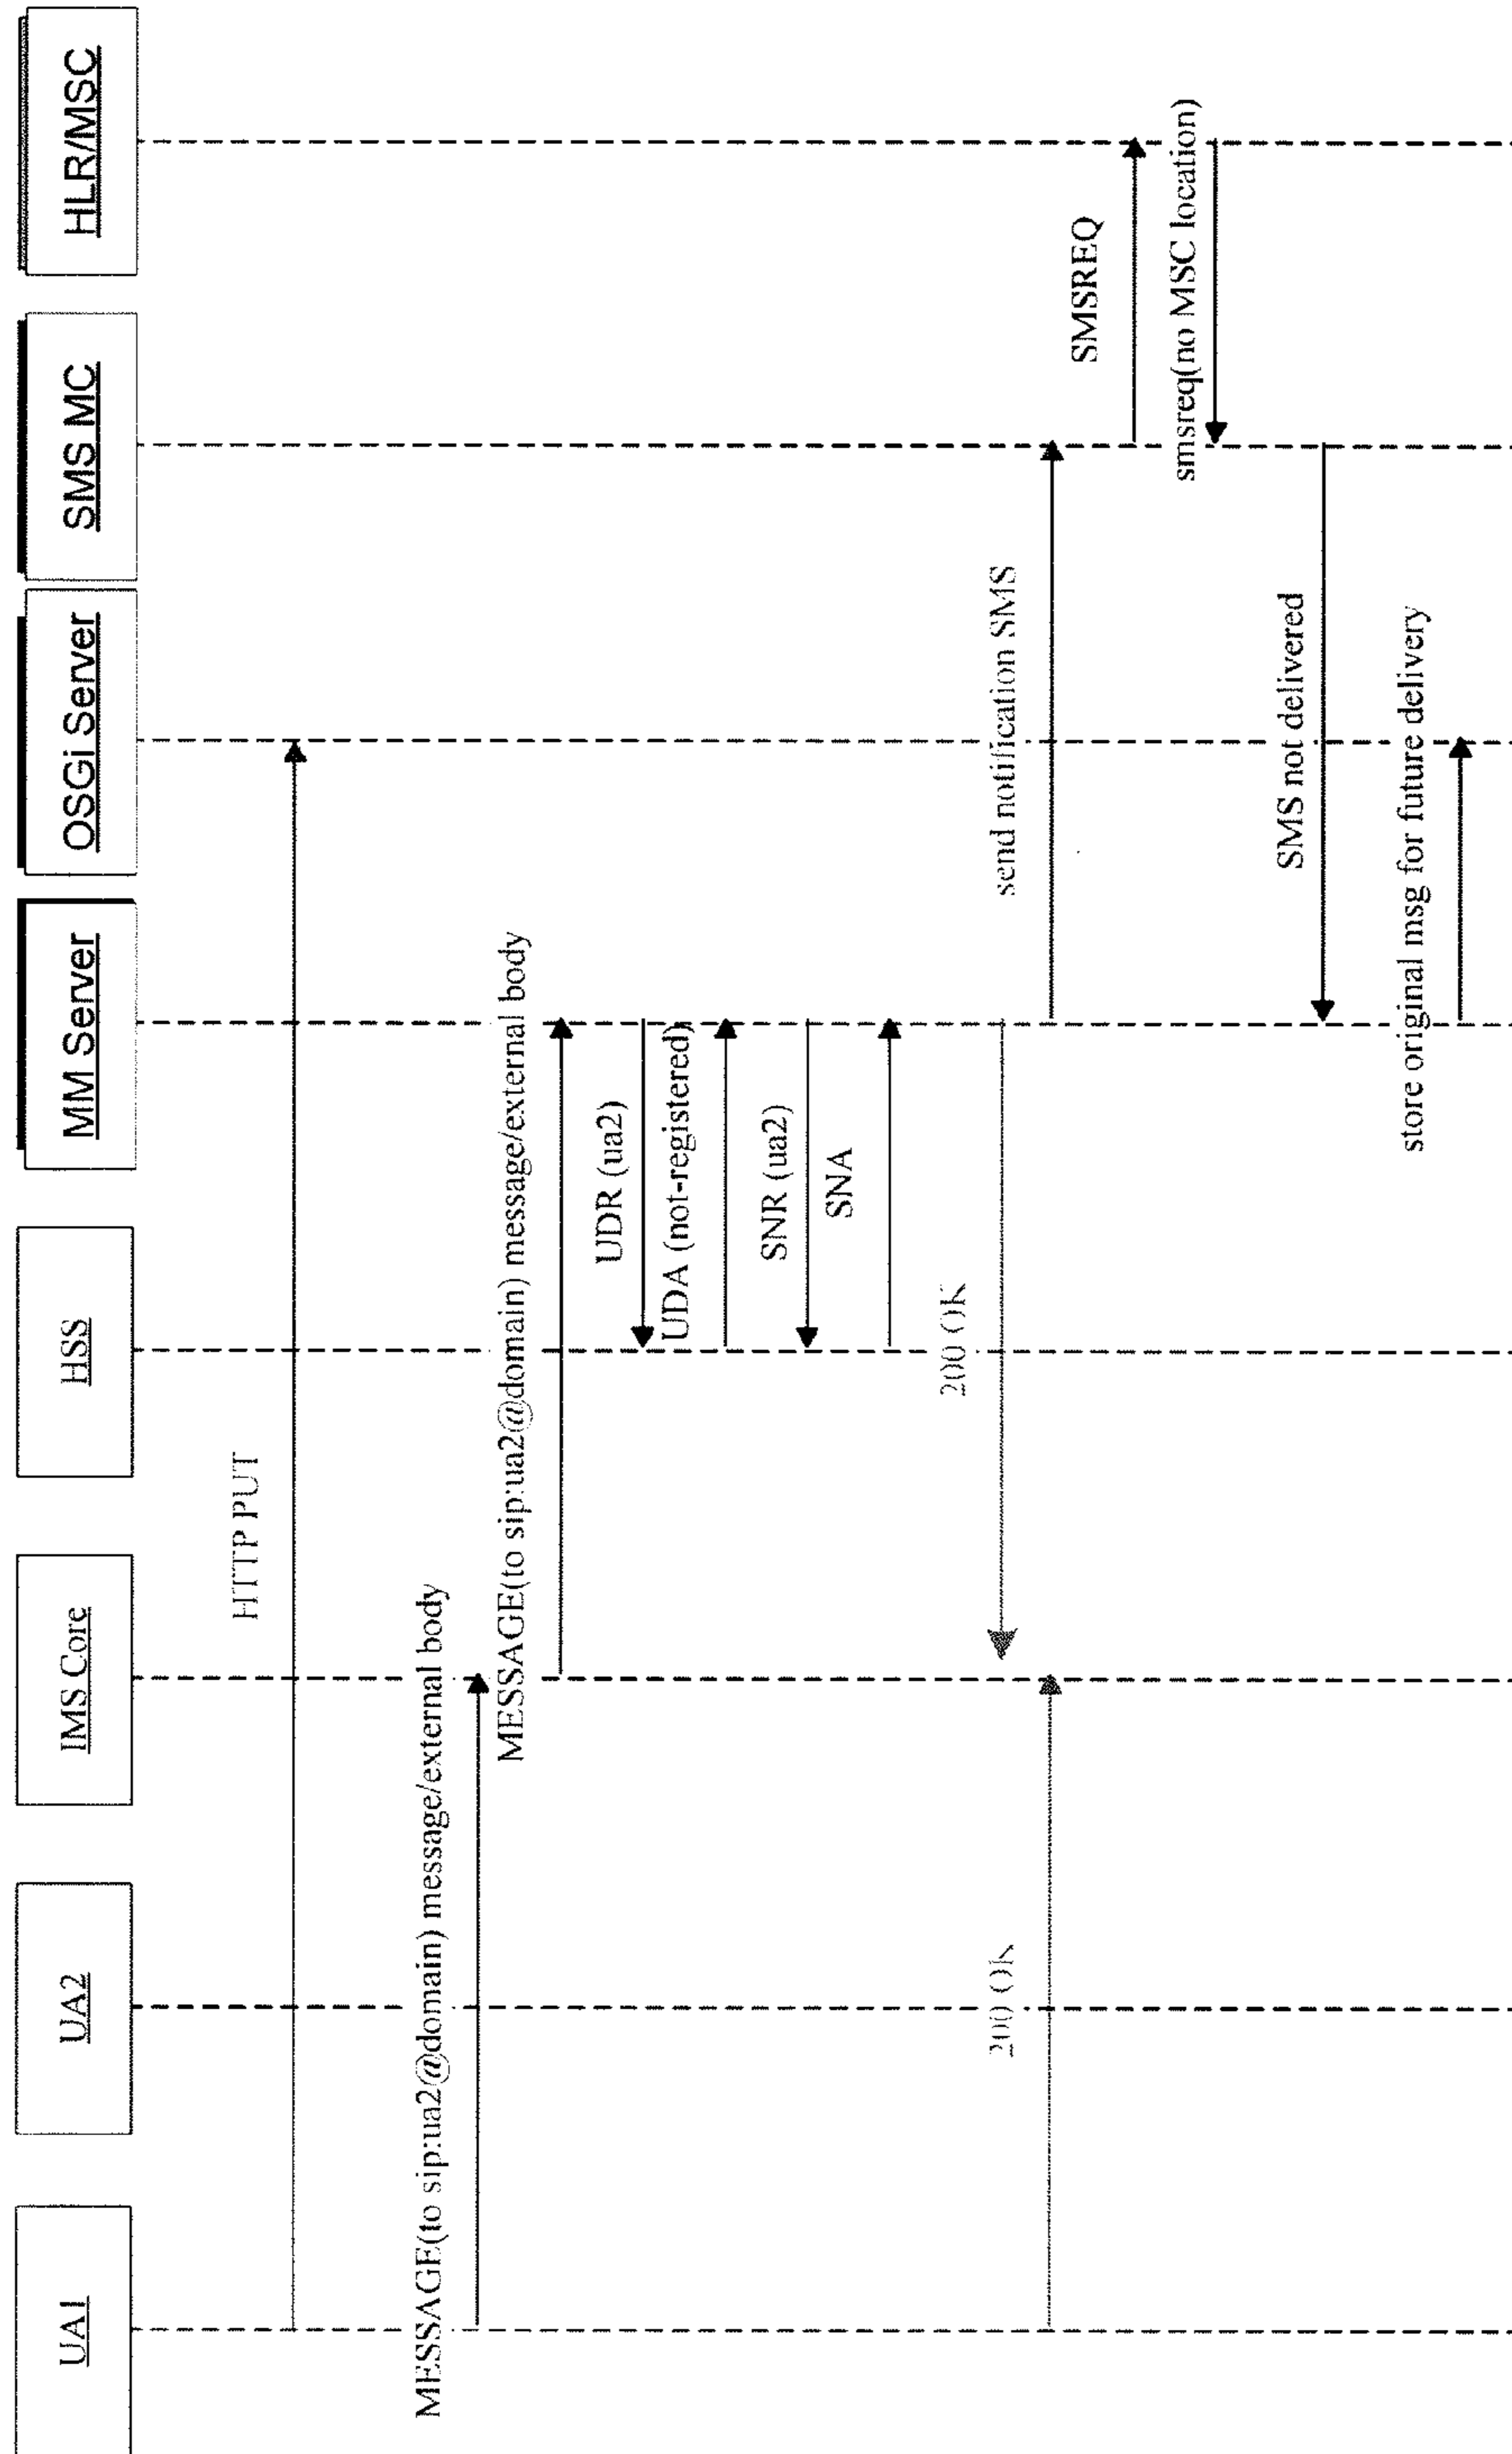 UA1
UA2
IMS Core
HSS
MM Server
OSGi Server
SMS MC
HLR/MSC
HTTP PUT
MESSAGE(to sip:ua2@domain) message/external body
MESSAGE(to sip:ua2@domain) message/external body
UDR (ua2)
UDA (not-registered)
SNR (ua2)
SNA
200 OK
200 OK
send notification SMS
SMSREQ
smsreq(no MSC location)
SMS not delivered
store original msg for future delivery